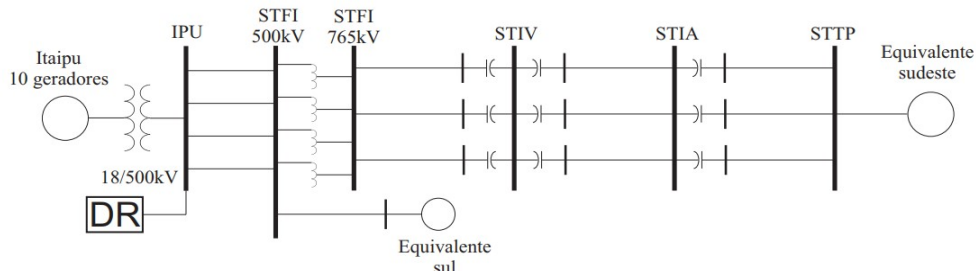 Itaipu
10 geradores
IPU
STFI
500kV
STFI
765kV
STIV
STIA
STTP
Equivalente
sudeste
18/500kV
DR
Equivalente
sul